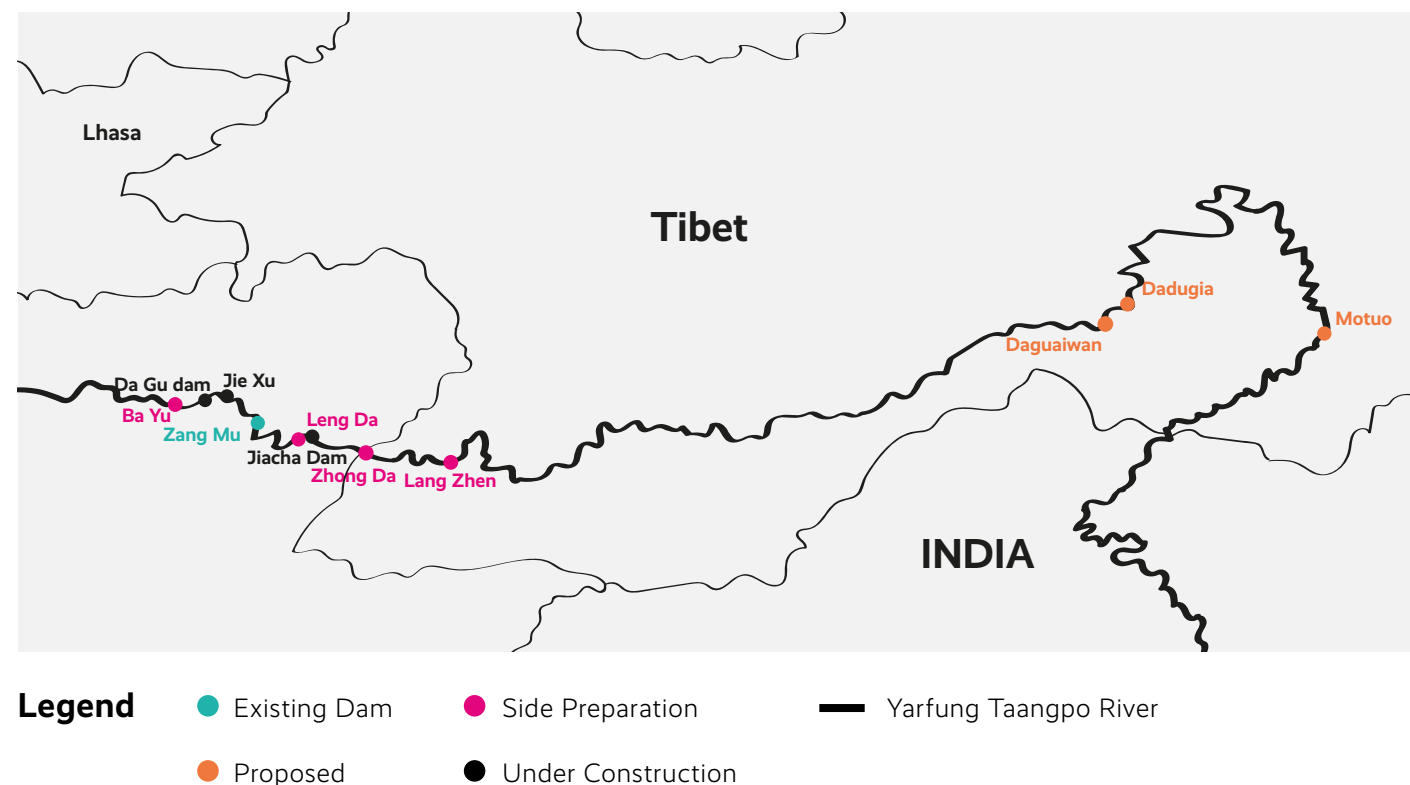 Lhasa
Tibet
Dadugia
Motuo
Daguaiwan
Da Gu dam
Jie Xu
Ba Yu
Leng Da
Zang Mu
Jiacha Dam
Zhong Da
Lang Zhen
INDIA
Legend
Existing Dam
Side Preparation
Yarfung Taangpo River
Proposed
Under Construction